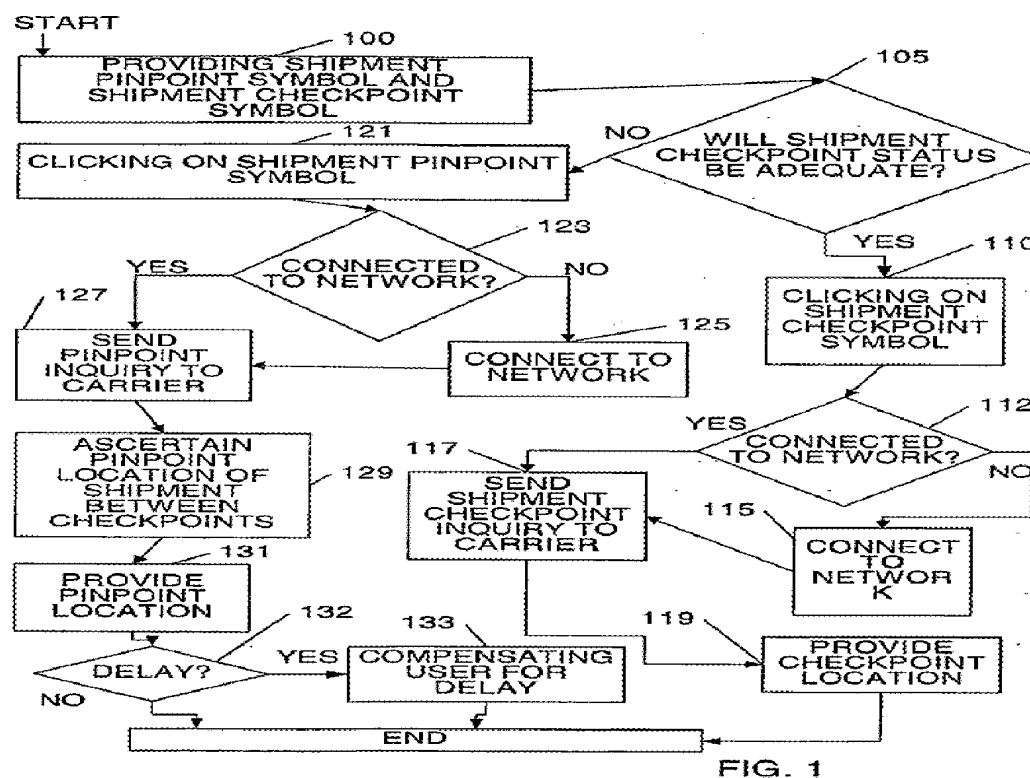 START
100
PROVIDING SHIPMENT
PINPOINT SYMBOL AND
SHIPMENT CHECKPOINT
SYMBOL
105
WILL SHIPMENT
CHECKPOINT STATUS
BE ADEQUATE?
NO
121
CLICKING ON SHIPMENT PINPOINT
SYMBOL
123
CONNECTED
TO NETWORK?
YES
NO
YES
110
CLICKING ON
SHIPMENT
CHECKPOINT
SYMBOL
127
SEND
PINPOINT
INQUIRY TO
CARRIER
125
CONNECT TO
NETWORK
112
CONNECTED
TO NETWORK?
YES
NO
ASCERTAIN
PINPOINT
LOCATION OF
SHIPMENT
BETWEEN
CHECKPOINTS
129
117
SEND
SHIPMENT
CHECKPOINT
INQUIRY TO
CARRIER
115
CONNECT
TO
NETWOR
K
131
PROVIDE
PINPOINT
LOCATION
132
DELAY?
YES
NO
133
COMPENSATING
USER FOR
DELAY
119
PROVIDE
CHECKPOINT
LOCATION
END
FIG. 1